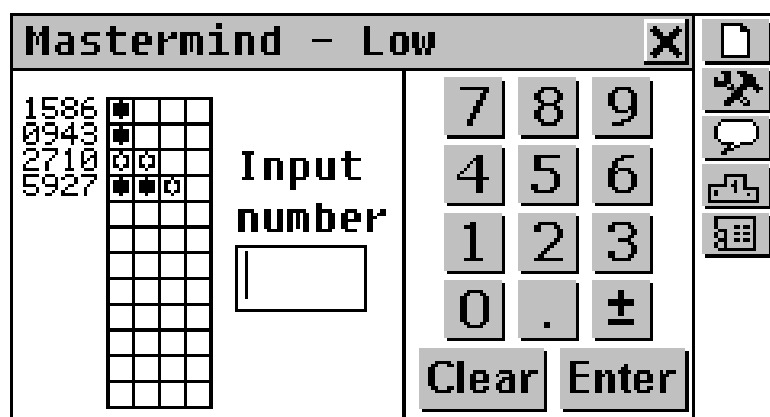 Mastermind - Low
1586
0943
2710
5927
Input
number
7 8 9
4 5 6
1 2 3
0 . ±
Clear Enter